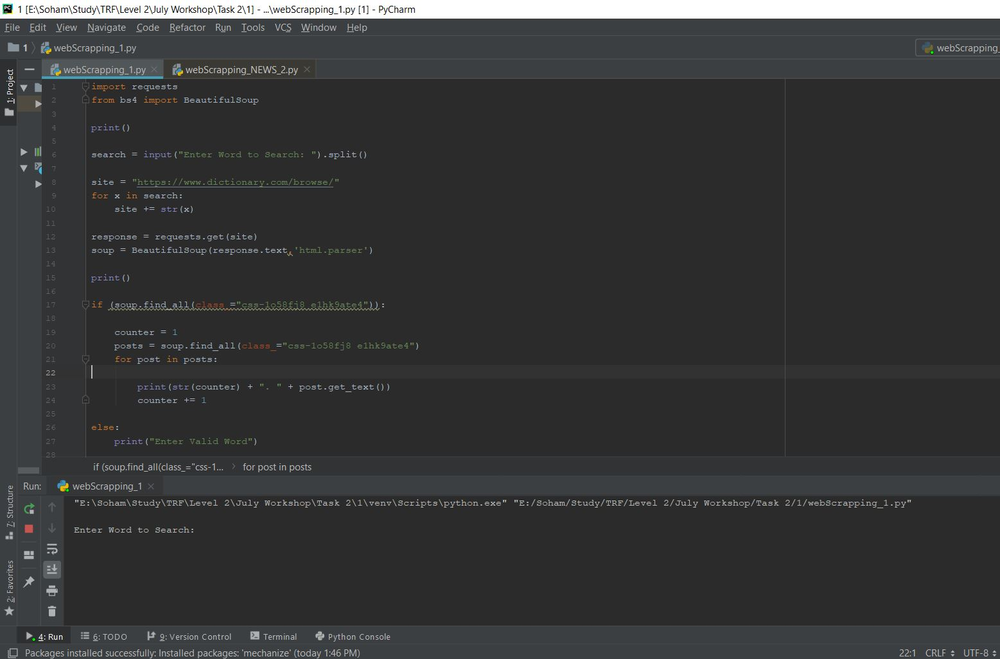 1 [E:\Soham\Study\TRF\Level 2\July Workshop\Task 2\1] - ...\webScrapping_1.py [1] - PyCharm
File Edit View Navigate Code Refactor Run Tools VCS Window Help
1 webScrapping_1.py
webScrapping_
webScrapping_1.py webScrapping_NEWS_2.py
1: Project
1 import requests
2 from bs4 import BeautifulSoup
3
4 print()
5
6 search = input("Enter Word to Search: ").split()
7
8 site = "https://www.dictionary.com/browse/"
9 for x in search:
10 site += str(x)
11
12 response = requests.get(site)
13 soup = BeautifulSoup(response.text,'html.parser')
14
15 print()
16
17 if (soup.find_all(class_="css-1o58fj8 e1hk9ate4")):
18
19 counter = 1
20 posts = soup.find_all(class_="css-1o58fj8 e1hk9ate4")
21 for post in posts:
22
23 print(str(counter) + ". " + post.get_text())
24 counter += 1
25
26 else:
27 print("Enter Valid Word")
28
if (soup.find_all(class_="css-1... for post in posts
Run: webScrapping_1
7: Structure
2: Favorites
"E:\Soham\Study\TRF\Level 2\July Workshop\Task 2\1\venv\Scripts\python.exe" "E:/Soham/Study/TRF/Level 2/July Workshop/Task 2/1/webScrapping_1.py"
Enter Word to Search:
4: Run 6: TODO 9: Version Control Terminal Python Console
Packages installed successfully: Installed packages: 'mechanize' (today 1:46 PM) 22:1 CRLF UTF-8